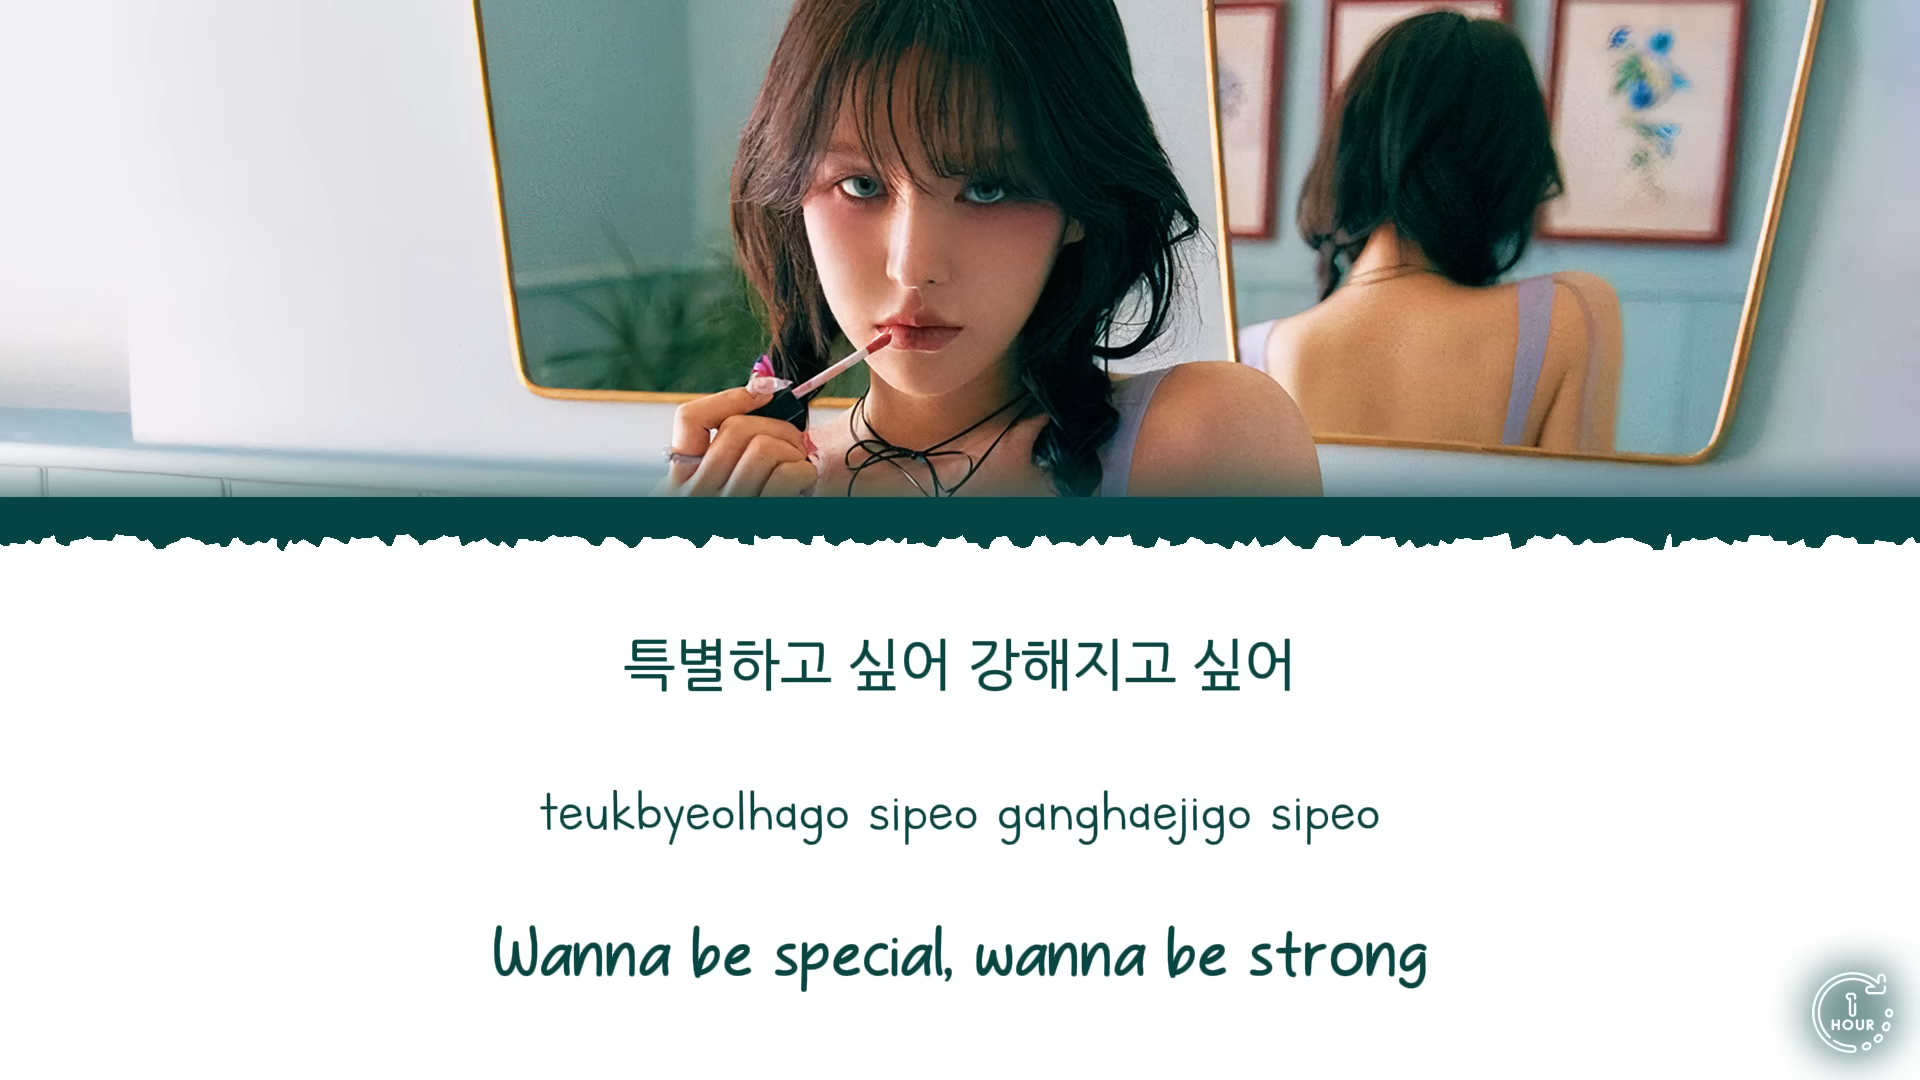 특별하고 싶어 강해지고 싶어
teukbyeolhago sipeo ganghaejigo sipeo
Wanna be special, wanna be strong
1
HOUR